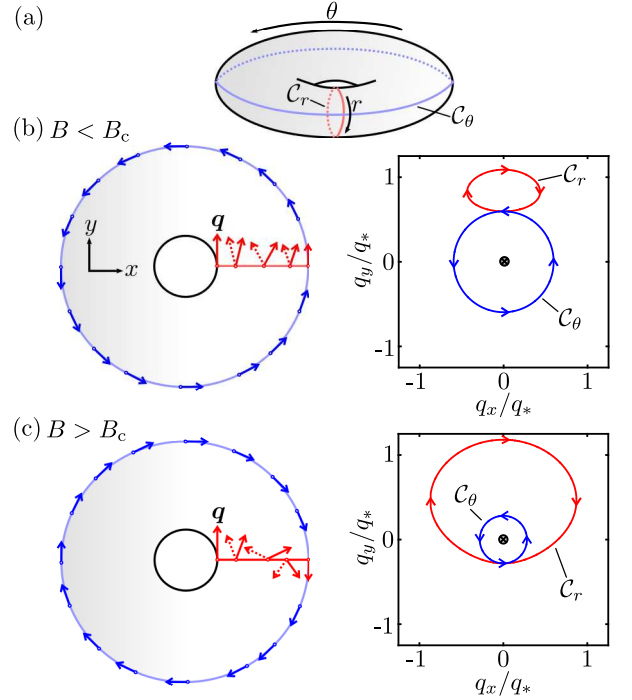 (a)
θ
𝒞_r
r
𝒞_θ
(b) B < B_c
q
y
x
1
0
-1
q_y/q_*
𝒞_r
𝒞_θ
-1 0 1
q_x/q_*
(c) B > B_c
q
1
0
-1
q_y/q_*
𝒞_θ
𝒞_r
-1 0 1
q_x/q_*